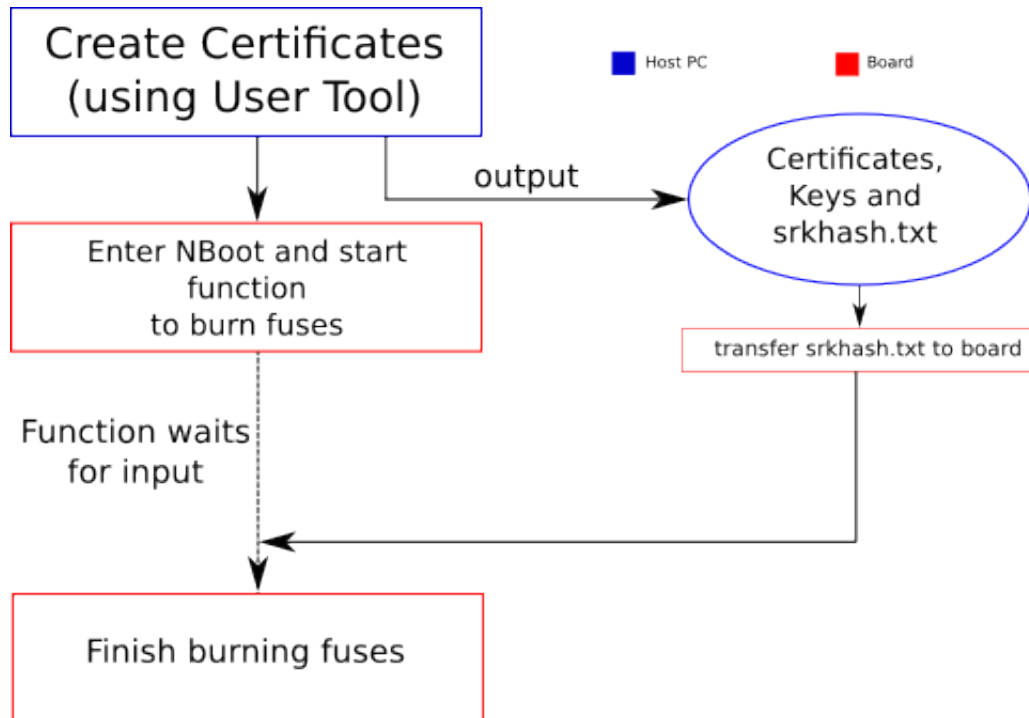 Create Certificates
(using User Tool)
Host PC
Board
output
Certificates,
Keys and
srkhash.txt
Enter NBoot and start
function
to burn fuses
transfer srkhash.txt to board
Function waits
for input
Finish burning fuses